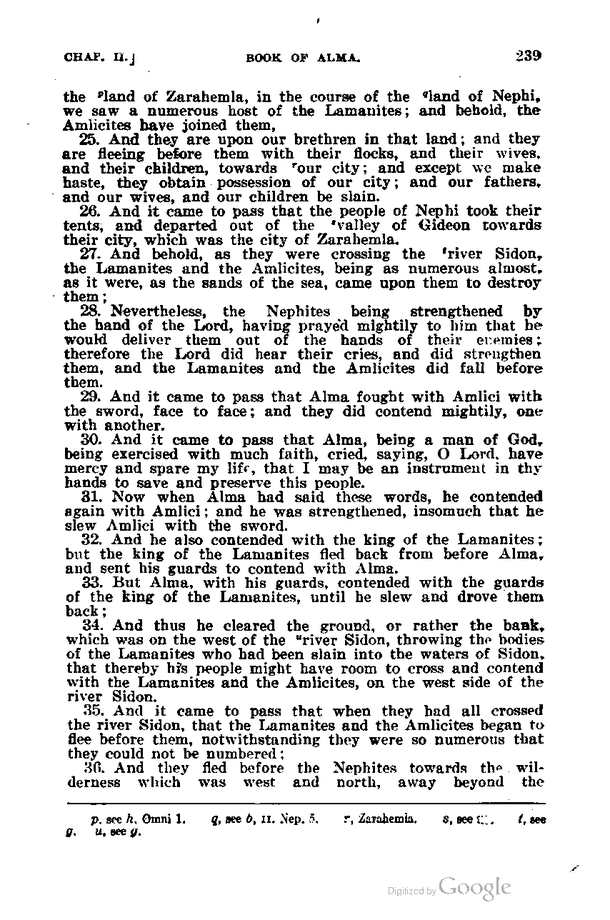 CHAP. II.]    BOOK OF ALMA.    239
the ᵖland of Zarahemla, in the course of the ᑫland of Nephi,
we saw a numerous host of the Lamanites; and behold, the
Amlicites have joined them,
25. And they are upon our brethren in that land; and they
are fleeing before them with their flocks, and their wives,
and their children, towards ʳour city; and except we make
haste, they obtain possession of our city; and our fathers,
and our wives, and our children be slain.
26. And it came to pass that the people of Nephi took their
tents, and departed out of the ˢvalley of Gideon towards
their city, which was the city of Zarahemla.
27. And behold, as they were crossing the ᵗriver Sidon,
the Lamanites and the Amlicites, being as numerous almost,
as it were, as the sands of the sea, came upon them to destroy
them;
28. Nevertheless, the Nephites being strengthened by
the hand of the Lord, having prayed mightily to him that he
would deliver them out of the hands of their enemies;
therefore the Lord did hear their cries, and did strengthen
them, and the Lamanites and the Amlicites did fall before
them.
29. And it came to pass that Alma fought with Amlici with
the sword, face to face; and they did contend mightily, one
with another.
30. And it came to pass that Alma, being a man of God,
being exercised with much faith, cried, saying, O Lord, have
mercy and spare my life, that I may be an instrument in thy
hands to save and preserve this people.
31. Now when Alma had said these words, he contended
again with Amlici; and he was strengthened, insomuch that he
slew Amlici with the sword.
32. And he also contended with the king of the Lamanites;
but the king of the Lamanites fled back from before Alma,
and sent his guards to contend with Alma.
33. But Alma, with his guards, contended with the guards
of the king of the Lamanites, until he slew and drove them
back;
34. And thus he cleared the ground, or rather the bank,
which was on the west of the ᵘriver Sidon, throwing the bodies
of the Lamanites who had been slain into the waters of Sidon,
that thereby his people might have room to cross and contend
with the Lamanites and the Amlicites, on the west side of the
river Sidon.
35. And it came to pass that when they had all crossed
the river Sidon, that the Lamanites and the Amlicites began to
flee before them, notwithstanding they were so numerous that
they could not be numbered;
36. And they fled before the Nephites towards the wil-
derness which was west and north, away beyond the
p, see h, Omni 1.    q, see b, II. Nep. 5.    r, Zarahemla.    s, see    t, see
g.    u, see g.
Digitized by Google